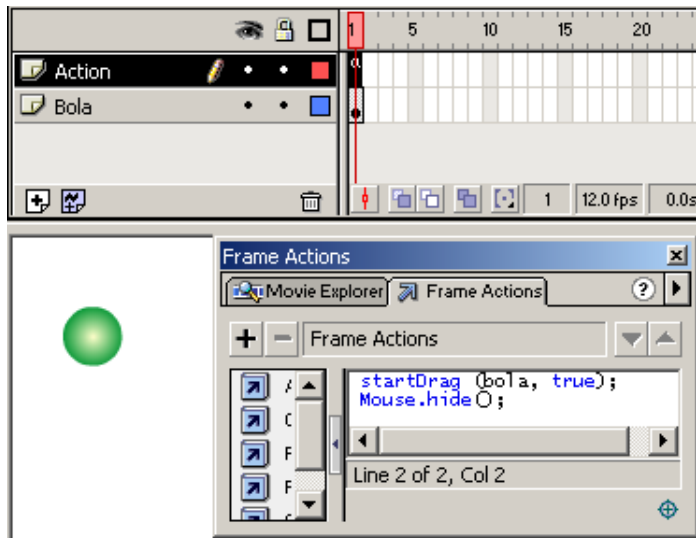 1 5 10 15 20
Action
a
Bola
1 12.0 fps 0.0s
Frame Actions
Movie Explorer Frame Actions ?
+ − Frame Actions
startDrag (bola, true);
Mouse.hide();
Line 2 of 2, Col 2